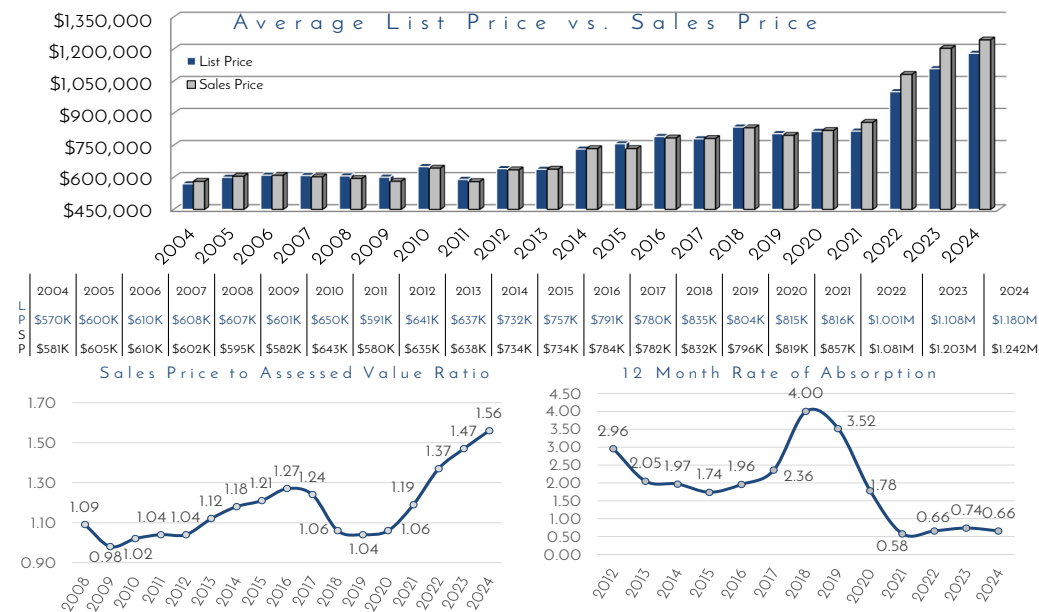 Average List Price vs. Sales Price
$1,350,000
$1,200,000
$1,050,000
$900,000
$750,000
$600,000
$450,000
List Price
Sales Price
2004 2005 2006 2007 2008 2009 2010 2011 2012 2013 2014 2015 2016 2017 2018 2019 2020 2021 2022 2023 2024
2004 2005 2006 2007 2008 2009 2010 2011 2012 2013 2014 2015 2016 2017 2018 2019 2020 2021 2022 2023 2024
LP $570K $600K $610K $608K $607K $601K $650K $591K $641K $637K $732K $757K $791K $780K $835K $804K $815K $816K $1.001M $1.108M $1.180M
SP $581K $605K $610K $602K $595K $582K $643K $580K $635K $638K $734K $734K $784K $782K $832K $796K $819K $857K $1.081M $1.203M $1.242M
Sales Price to Assessed Value Ratio
1.70
1.50
1.30
1.10
0.90
1.09 0.98 1.02 1.04 1.04 1.12 1.18 1.21 1.27 1.24 1.06 1.04 1.06 1.19 1.37 1.47 1.56
2008 2009 2010 2011 2012 2013 2014 2015 2016 2017 2018 2019 2020 2021 2022 2023 2024
12 Month Rate of Absorption
4.50
4.00
3.50
3.00
2.50
2.00
1.50
1.00
0.50
0.00
2.96 2.05 1.97 1.74 1.96 2.36 4.00 3.52 1.78 0.58 0.66 0.74 0.66
2012 2013 2014 2015 2016 2017 2018 2019 2020 2021 2022 2023 2024